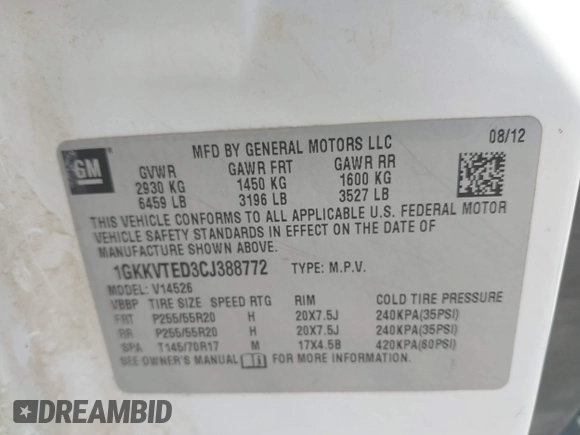 MFD BY GENERAL MOTORS LLC 08/12
GM
GVWR GAWR FRT GAWR RR
2930 KG 1450 KG 1600 KG
6459 LB 3196 LB 3527 LB
THIS VEHICLE CONFORMS TO ALL APPLICABLE U.S. FEDERAL MOTOR
VEHICLE SAFETY STANDARDS IN EFFECT ON THE DATE OF
MANUFACTURE SHOWN ABOVE.
1GKKVTED3CJ388772 TYPE: M.P.V.
MODEL: V14526
VBBP TIRE SIZE SPEED RTG RIM COLD TIRE PRESSURE
FRT P255/55R20 H 20X7.5J 240KPA(35PSI)
RR P255/55R20 H 20X7.5J 240KPA(35PSI)
SPA T145/70R17 M 17X4.5B 420KPA(60PSI)
SEE OWNER'S MANUAL FOR MORE INFORMATION.
DREAMBID